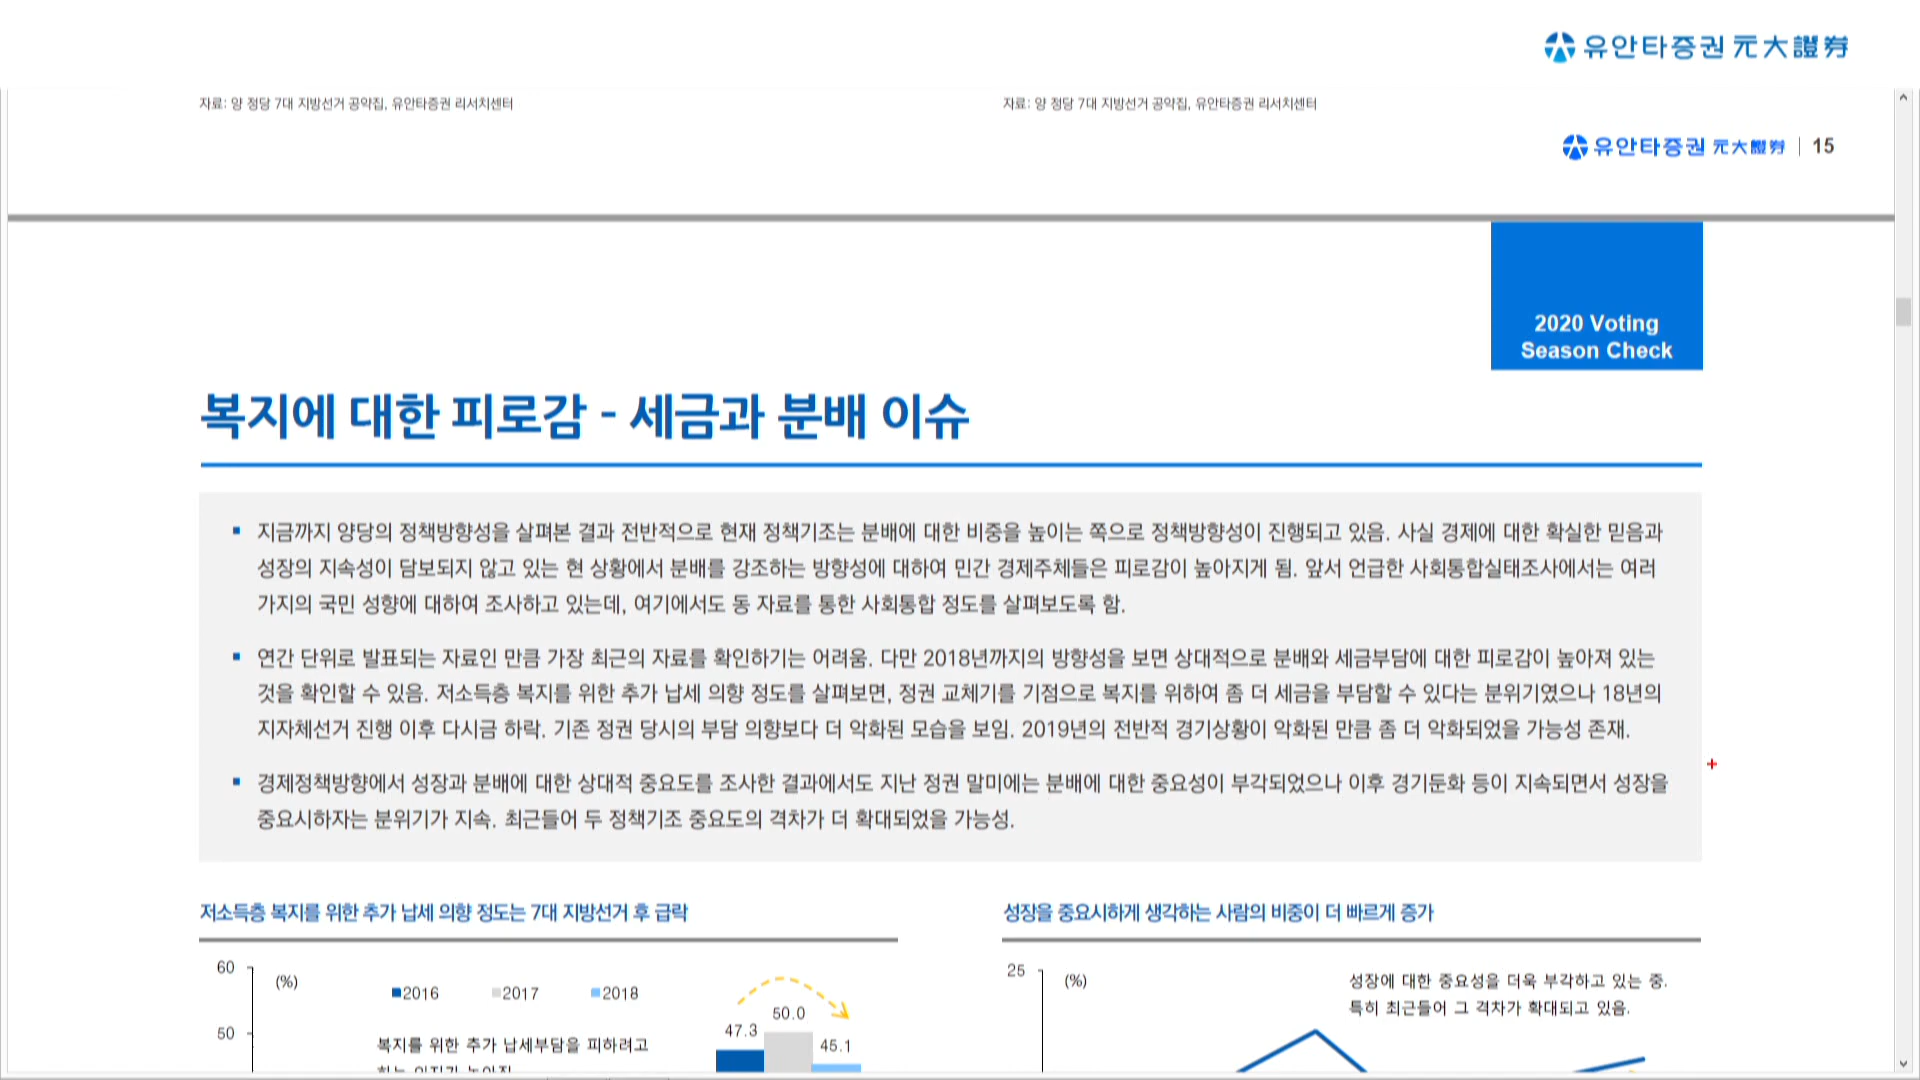 유안타증권 元大證券
자료: 양 정당 7대 지방선거 공약집, 유안타증권 리서치센터
자료: 양 정당 7대 지방선거 공약집, 유안타증권 리서치센터
유안타증권 元大證券 | 15
2020 Voting
Season Check
복지에 대한 피로감 - 세금과 분배 이슈
▪ 지금까지 양당의 정책방향성을 살펴본 결과 전반적으로 현재 정책기조는 분배에 대한 비중을 높이는 쪽으로 정책방향성이 진행되고 있음. 사실 경제에 대한 확실한 믿음과
성장의 지속성이 담보되지 않고 있는 현 상황에서 분배를 강조하는 방향성에 대하여 민간 경제주체들은 피로감이 높아지게 됨. 앞서 언급한 사회통합실태조사에서는 여러
가지의 국민 성향에 대하여 조사하고 있는데, 여기에서도 동 자료를 통한 사회통합 정도를 살펴보도록 함.
▪ 연간 단위로 발표되는 자료인 만큼 가장 최근의 자료를 확인하기는 어려움. 다만 2018년까지의 방향성을 보면 상대적으로 분배와 세금부담에 대한 피로감이 높아져 있는
것을 확인할 수 있음. 저소득층 복지를 위한 추가 납세 의향 정도를 살펴보면, 정권 교체기를 기점으로 복지를 위하여 좀 더 세금을 부담할 수 있다는 분위기였으나 18년의
지자체선거 진행 이후 다시금 하락. 기존 정권 당시의 부담 의향보다 더 악화된 모습을 보임. 2019년의 전반적 경기상황이 악화된 만큼 좀 더 악화되었을 가능성 존재.
▪ 경제정책방향에서 성장과 분배에 대한 상대적 중요도를 조사한 결과에서도 지난 정권 말미에는 분배에 대한 중요성이 부각되었으나 이후 경기둔화 등이 지속되면서 성장을
중요시하자는 분위기가 지속. 최근들어 두 정책기조 중요도의 격차가 더 확대되었을 가능성.
저소득층 복지를 위한 추가 납세 의향 정도는 7대 지방선거 후 급락
60
(%)
2016 2017 2018
50.0
47.3
45.1
50
복지를 위한 추가 납세부담을 피하려고
성장을 중요시하게 생각하는 사람의 비중이 더 빠르게 증가
25
(%)
성장에 대한 중요성을 더욱 부각하고 있는 중.
특히 최근들어 그 격차가 확대되고 있음.